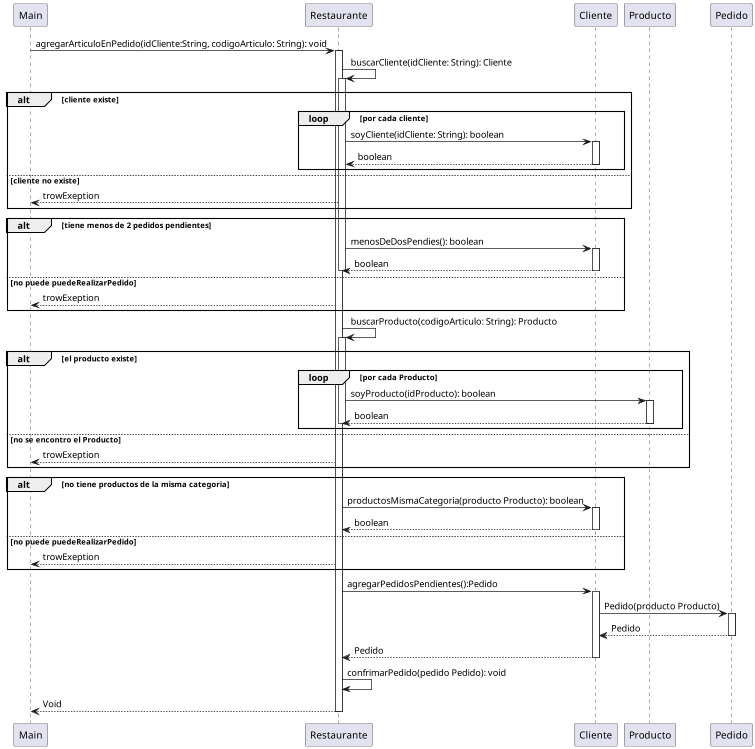 Main Restaurante Cliente Producto Pedido
agregarArticuloEnPedido(idCliente:String, codigoArticulo: String): void
buscarCliente(idCliente: String): Cliente
alt [cliente existe]
loop [por cada cliente]
soyCliente(idCliente: String): boolean
boolean
[cliente no existe]
trowExeption
alt [tiene menos de 2 pedidos pendientes]
menosDeDosPendies(): boolean
boolean
[no puede puedeRealizarPedido]
trowExeption
buscarProducto(codigoArticulo: String): Producto
alt [el producto existe]
loop [por cada Producto]
soyProducto(idProducto): boolean
boolean
[no se encontro el Producto]
trowExeption
alt [no tiene productos de la misma categoria]
productosMismaCategoria(producto Producto): boolean
boolean
[no puede puedeRealizarPedido]
trowExeption
agregarPedidosPendientes():Pedido
Pedido(producto Producto)
Pedido
Pedido
confrimarPedido(pedido Pedido): void
Void
Main Restaurante Cliente Producto Pedido